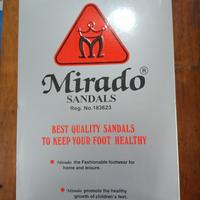 Mirado®
SANDALS
Reg. No.183623
BEST QUALITY SANDALS
TO KEEP YOUR FOOT HEALTHY
Mirado the Fashionable footwear for
home and leisure.
Mirado promote the healthy
growth of children's feet.